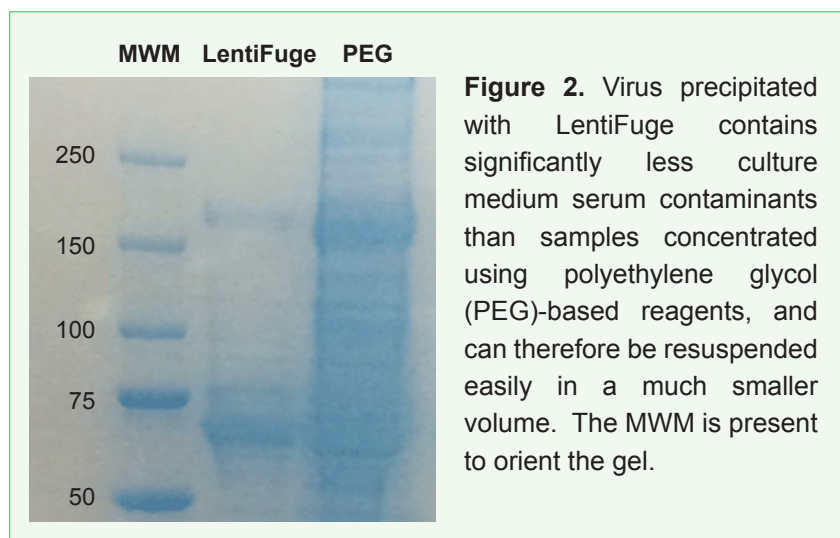 MWM LentiFuge PEG
250
150
100
75
50
Figure 2. Virus precipitated
with LentiFuge contains
significantly less culture
medium serum contaminants
than samples concentrated
using polyethylene glycol
(PEG)-based reagents, and
can therefore be resuspended
easily in a much smaller
volume. The MWM is present
to orient the gel.